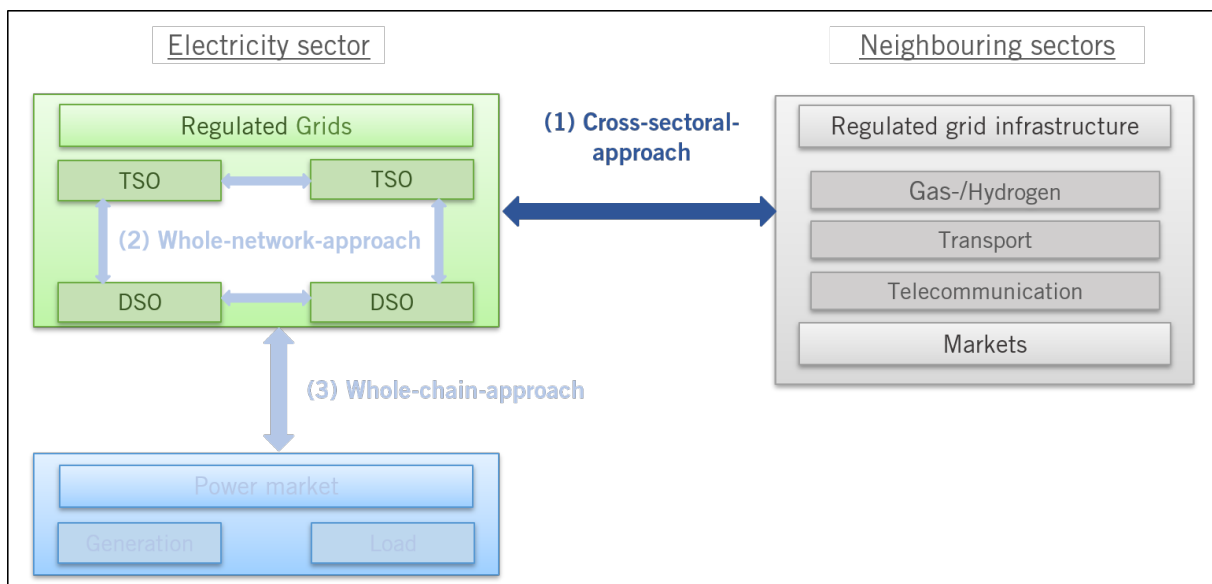 Electricity sector
Neighbouring sectors
Regulated Grids
(1) Cross-sectoral-
approach
Regulated grid infrastructure
TSO
TSO
Gas-/Hydrogen
(2) Whole-network-approach
Transport
DSO
DSO
Telecommunication
Markets
(3) Whole-chain-approach
Power market
Generation
Load